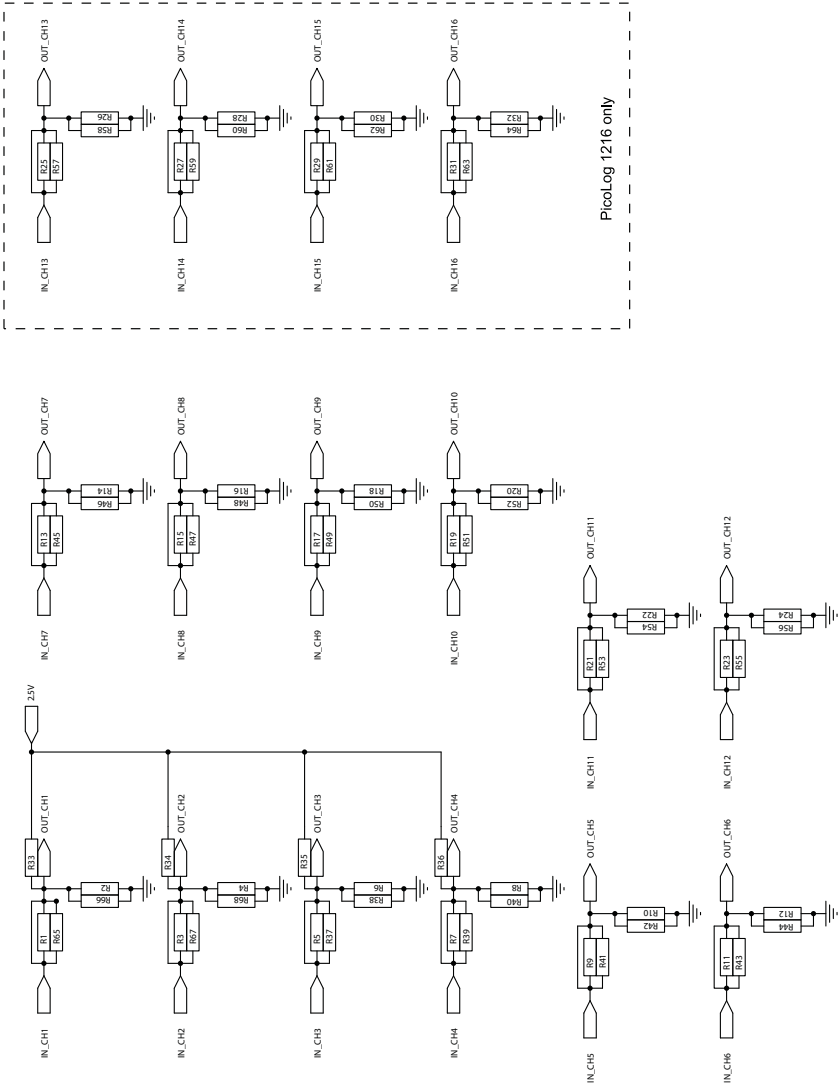 IN_CH1
R1
R65
R33
R2
R66
OUT_CH1
2.5V
IN_CH2
R3
R67
R34
R4
R68
OUT_CH2
IN_CH3
R5
R37
R35
R6
R38
OUT_CH3
IN_CH4
R7
R39
R36
R8
R40
OUT_CH4
IN_CH5
R9
R41
R10
R42
OUT_CH5
IN_CH6
R11
R43
R12
R44
OUT_CH6
IN_CH7
R13
R45
R14
R46
OUT_CH7
IN_CH8
R15
R47
R16
R48
OUT_CH8
IN_CH9
R17
R49
R18
R50
OUT_CH9
IN_CH10
R19
R51
R20
R52
OUT_CH10
IN_CH11
R21
R53
R22
R54
OUT_CH11
IN_CH12
R23
R55
R24
R56
OUT_CH12
IN_CH13
R25
R57
R26
R58
OUT_CH13
IN_CH14
R27
R59
R28
R60
OUT_CH14
IN_CH15
R29
R61
R30
R62
OUT_CH15
IN_CH16
R31
R63
R32
R64
OUT_CH16
PicoLog 1216 only